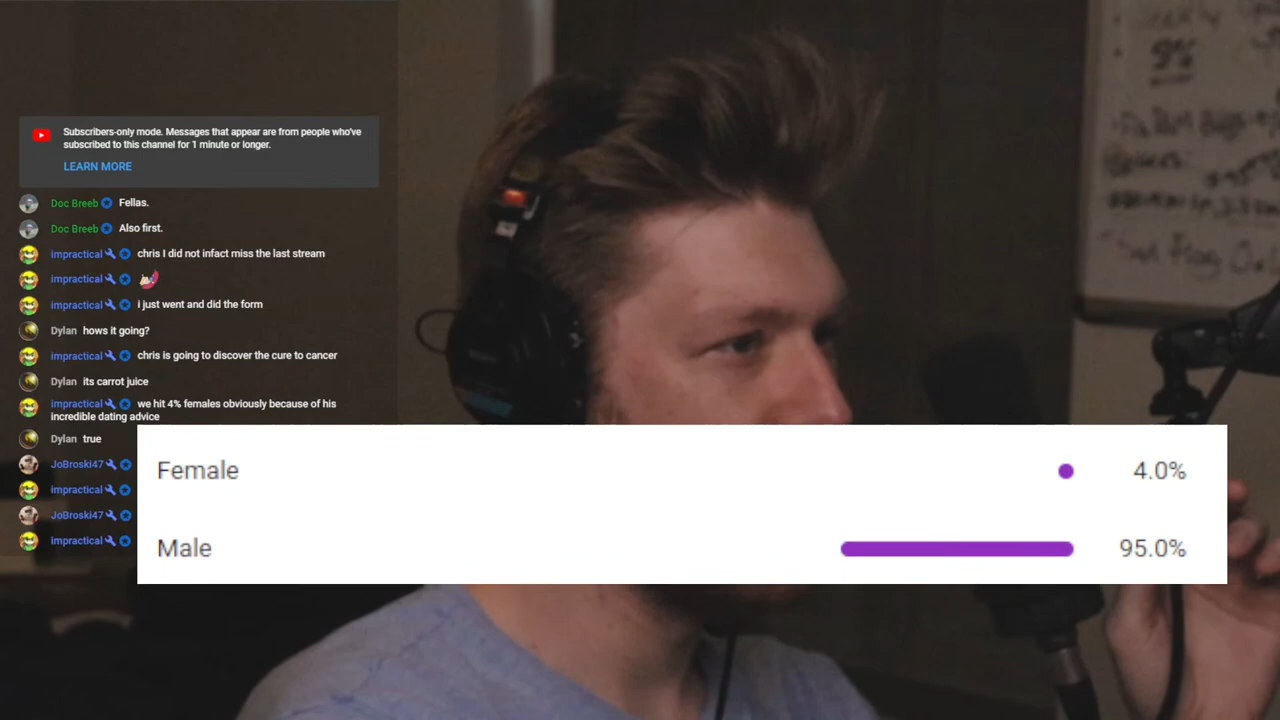 Subscribers-only mode. Messages that appear are from people who've
subscribed to this channel for 1 minute or longer.
LEARN MORE
Doc Breeb Fellas.
Doc Breeb Also first.
impractical chris I did not infact miss the last stream
impractical
impractical i just went and did the form
Dylan hows it going?
impractical chris is going to discover the cure to cancer
Dylan its carrot juice
impractical we hit 4% females obviously because of his
incredible dating advice
Dylan true
JoBroski47
impractical
JoBroski47
impractical
Female 4.0%
Male 95.0%